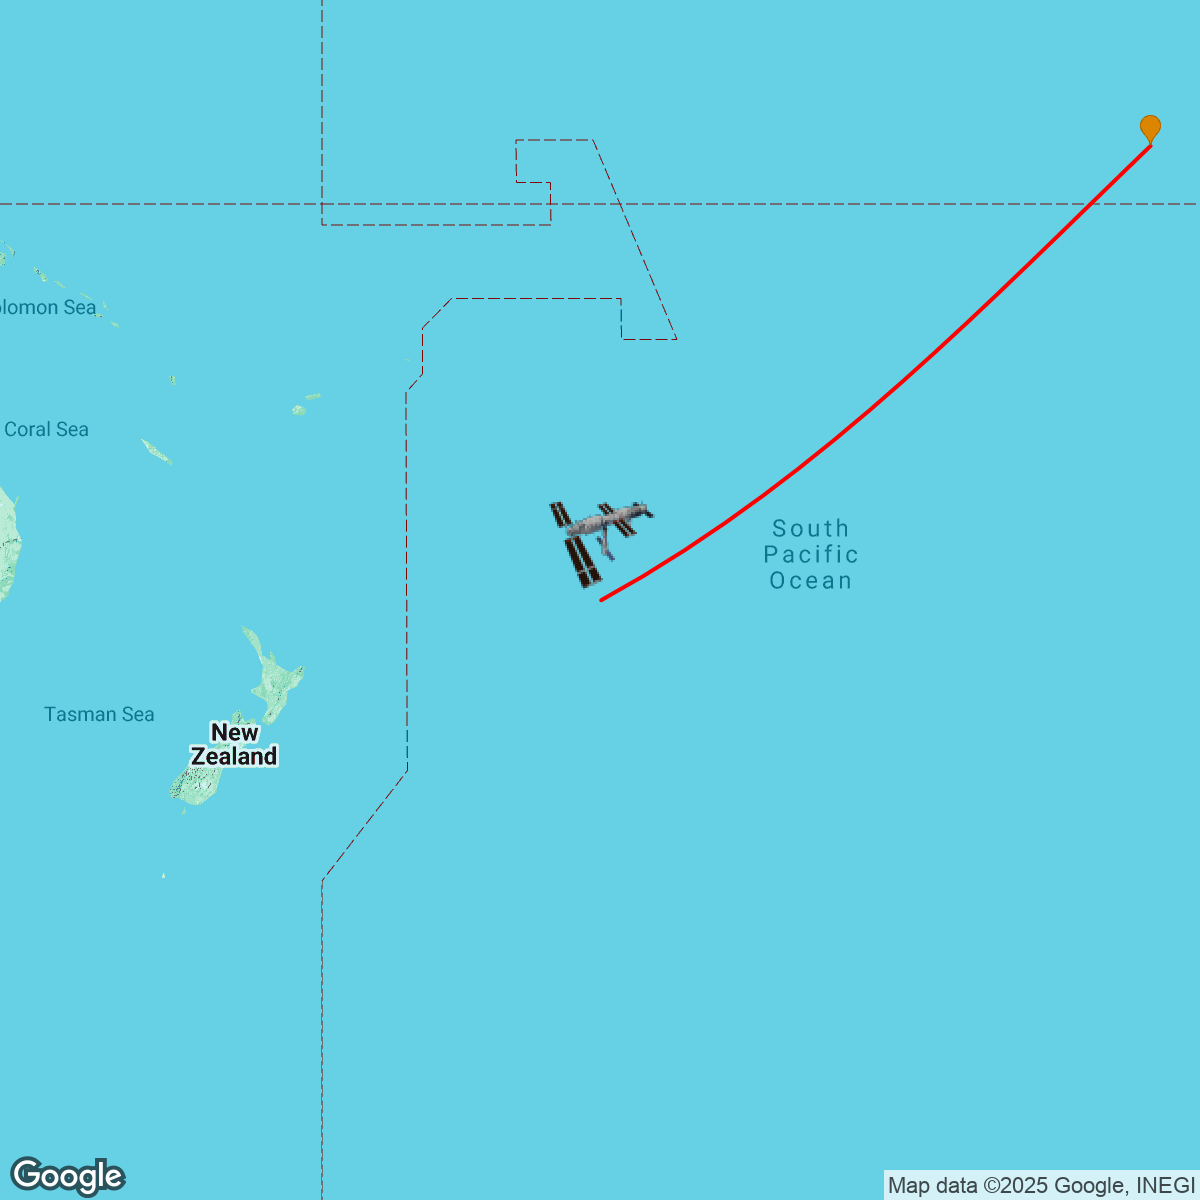 olomon Sea
Coral Sea
South
Pacific
Ocean
Tasman Sea
New
Zealand
Google
Map data ©2025 Google, INEGI